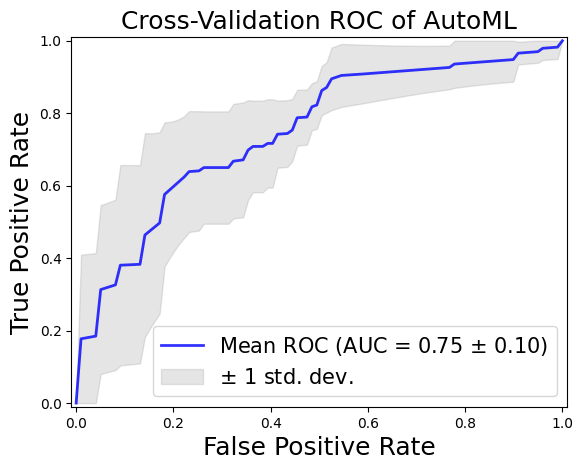 Cross-Validation ROC of AutoML
True Positive Rate
1.0
0.8
0.6
0.4
0.2
0.0
Mean ROC (AUC = 0.75 ± 0.10)
± 1 std. dev.
0.0 0.2 0.4 0.6 0.8 1.0
False Positive Rate